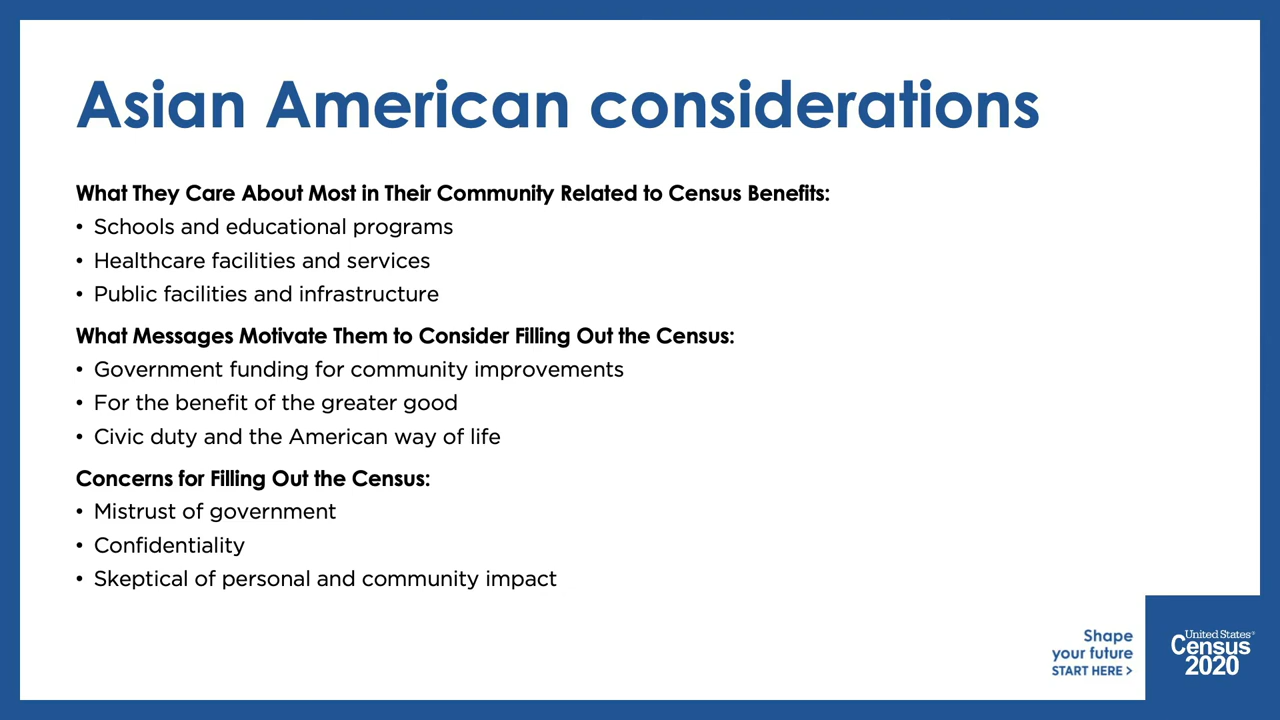 Asian American considerations
What They Care About Most in Their Community Related to Census Benefits:
• Schools and educational programs
• Healthcare facilities and services
• Public facilities and infrastructure
What Messages Motivate Them to Consider Filling Out the Census:
• Government funding for community improvements
• For the benefit of the greater good
• Civic duty and the American way of life
Concerns for Filling Out the Census:
• Mistrust of government
• Confidentiality
• Skeptical of personal and community impact
Shape
your future
START HERE >
United States®
Census
2020